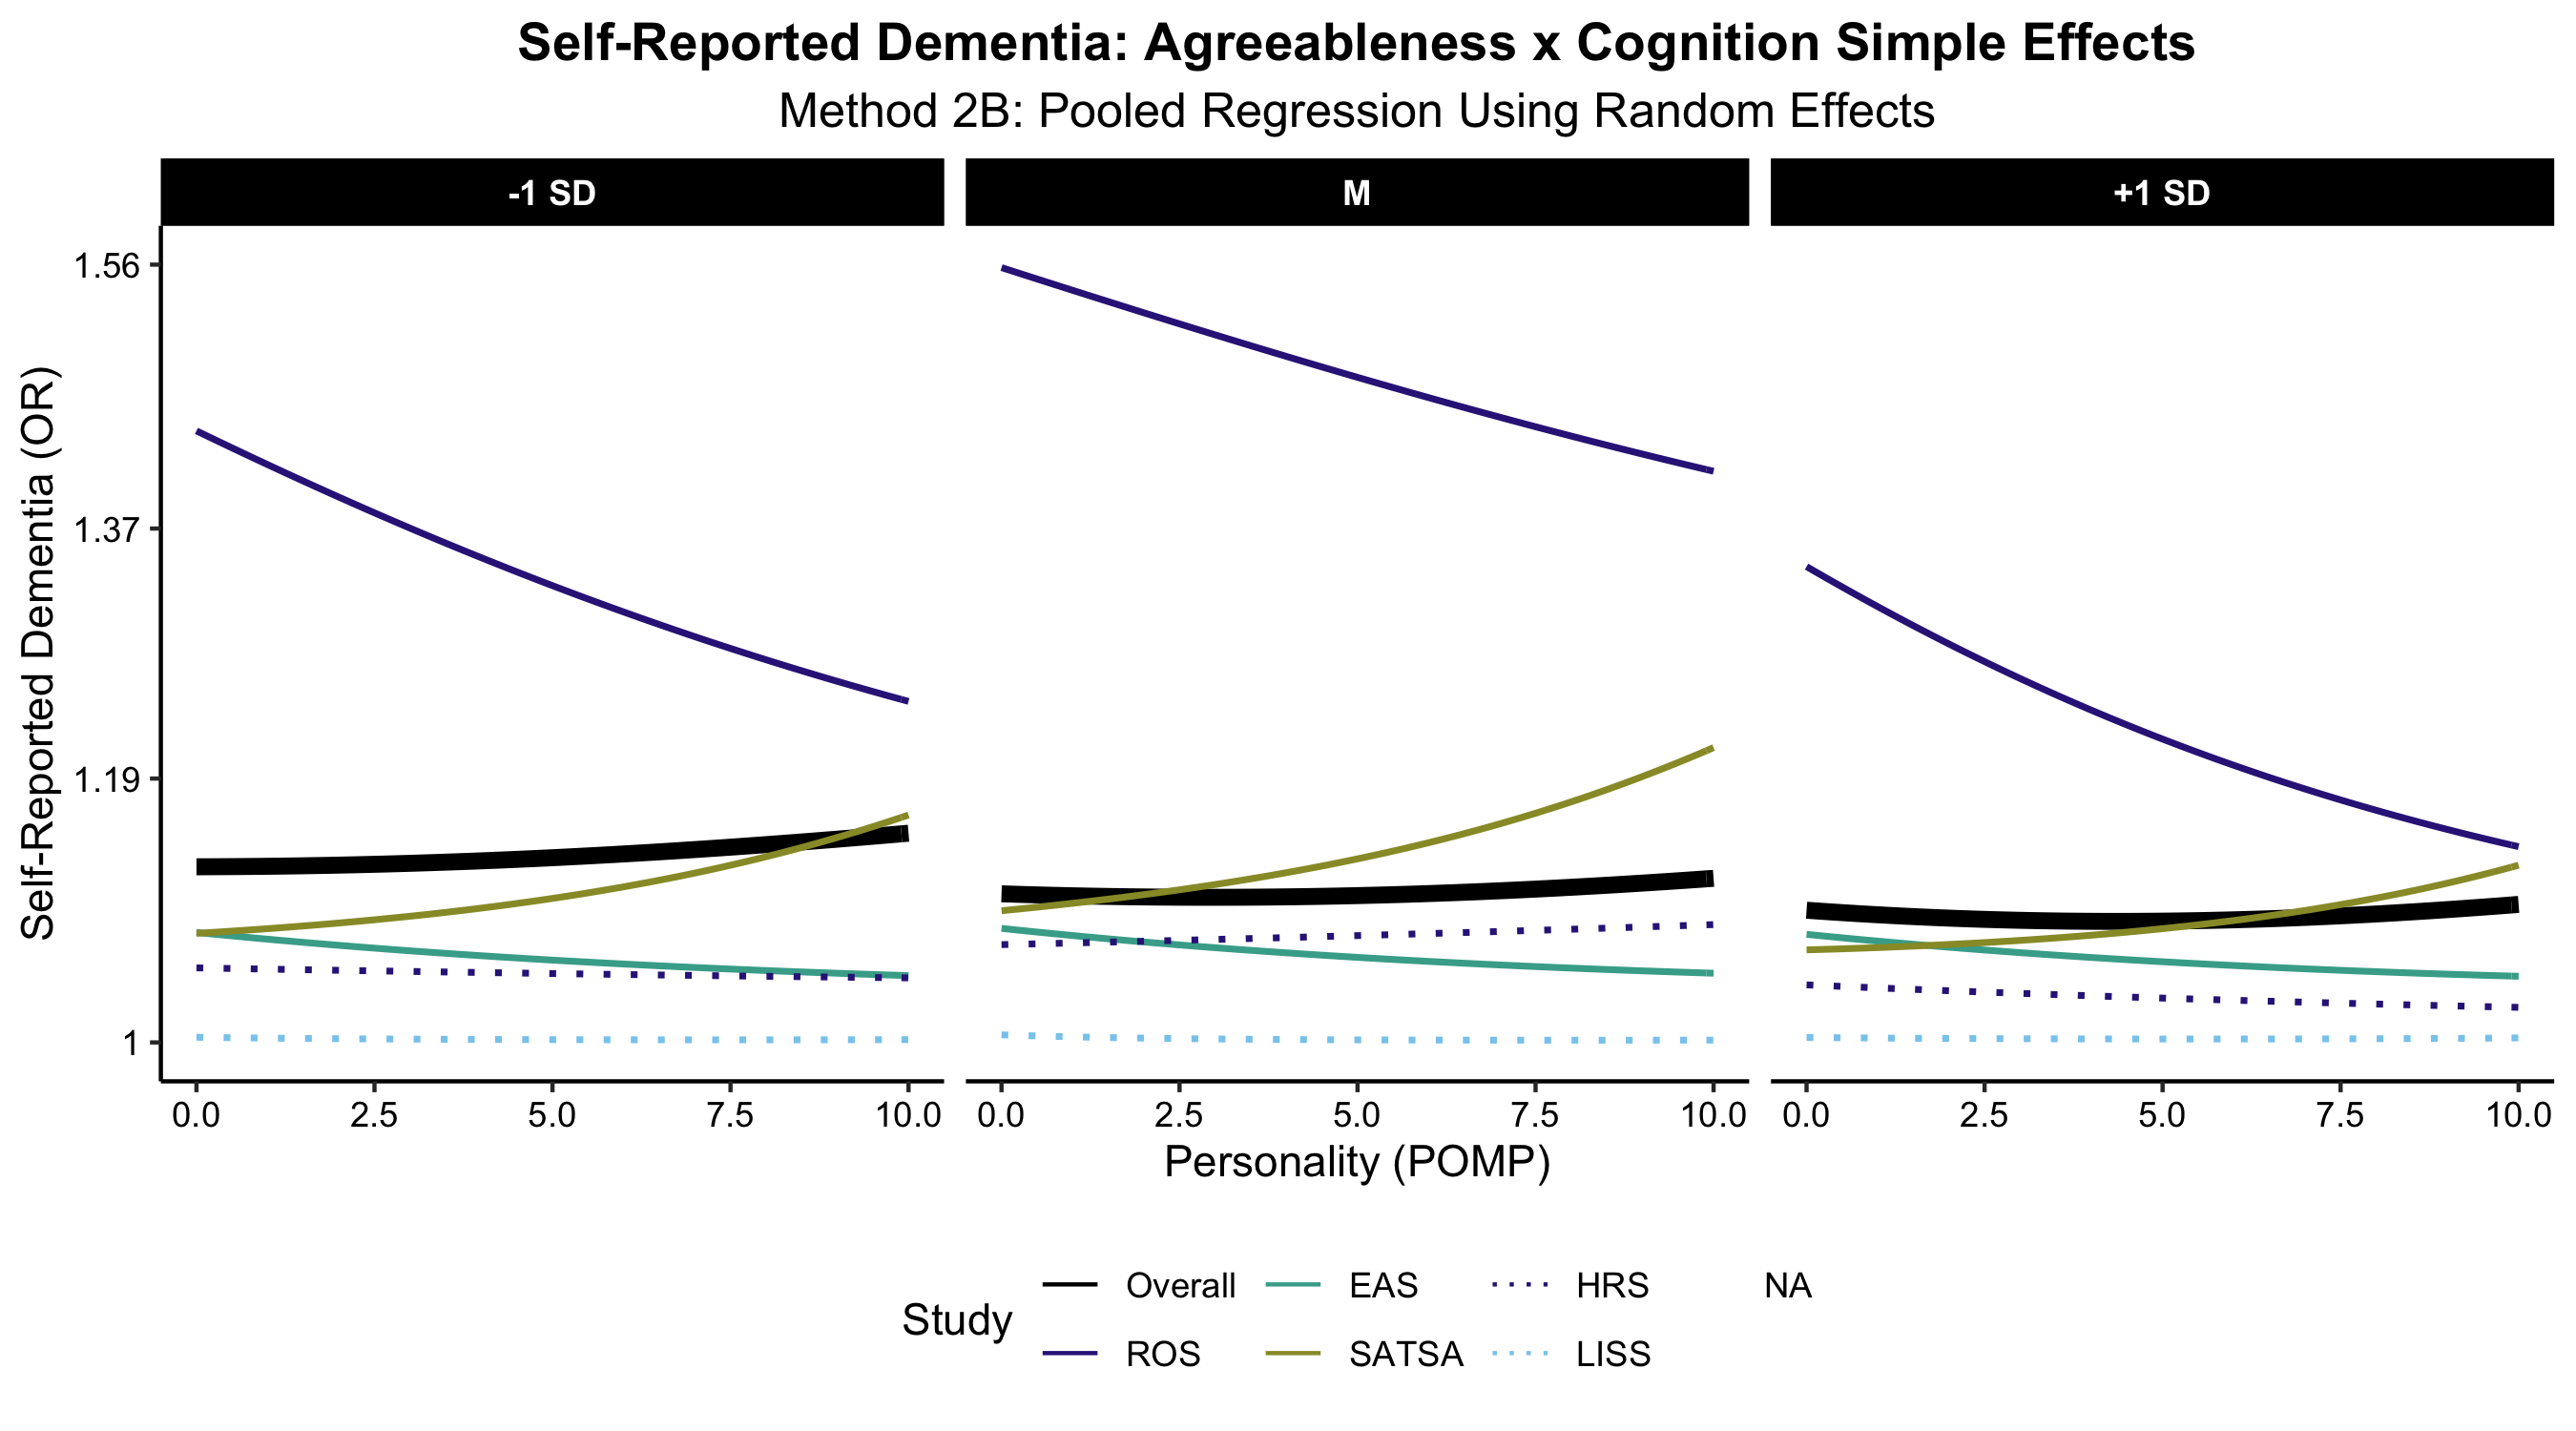 Self-Reported Dementia: Agreeableness x Cognition Simple Effects
Method 2B: Pooled Regression Using Random Effects
-1 SD M +1 SD
Self-Reported Dementia (OR)
1.56
1.37
1.19
1
0.0 2.5 5.0 7.5 10.0 0.0 2.5 5.0 7.5 10.0 0.0 2.5 5.0 7.5 10.0
Personality (POMP)
Study
Overall EAS HRS NA
ROS SATSA LISS